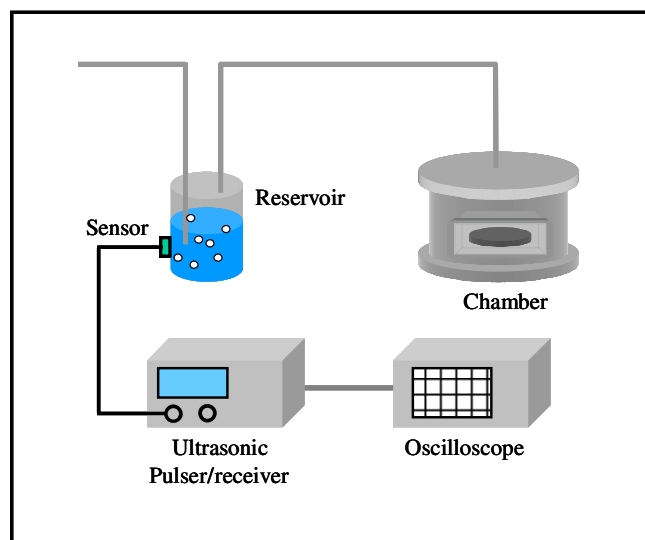 Reservoir
Sensor
Chamber
Ultrasonic
Pulser/receiver
Oscilloscope